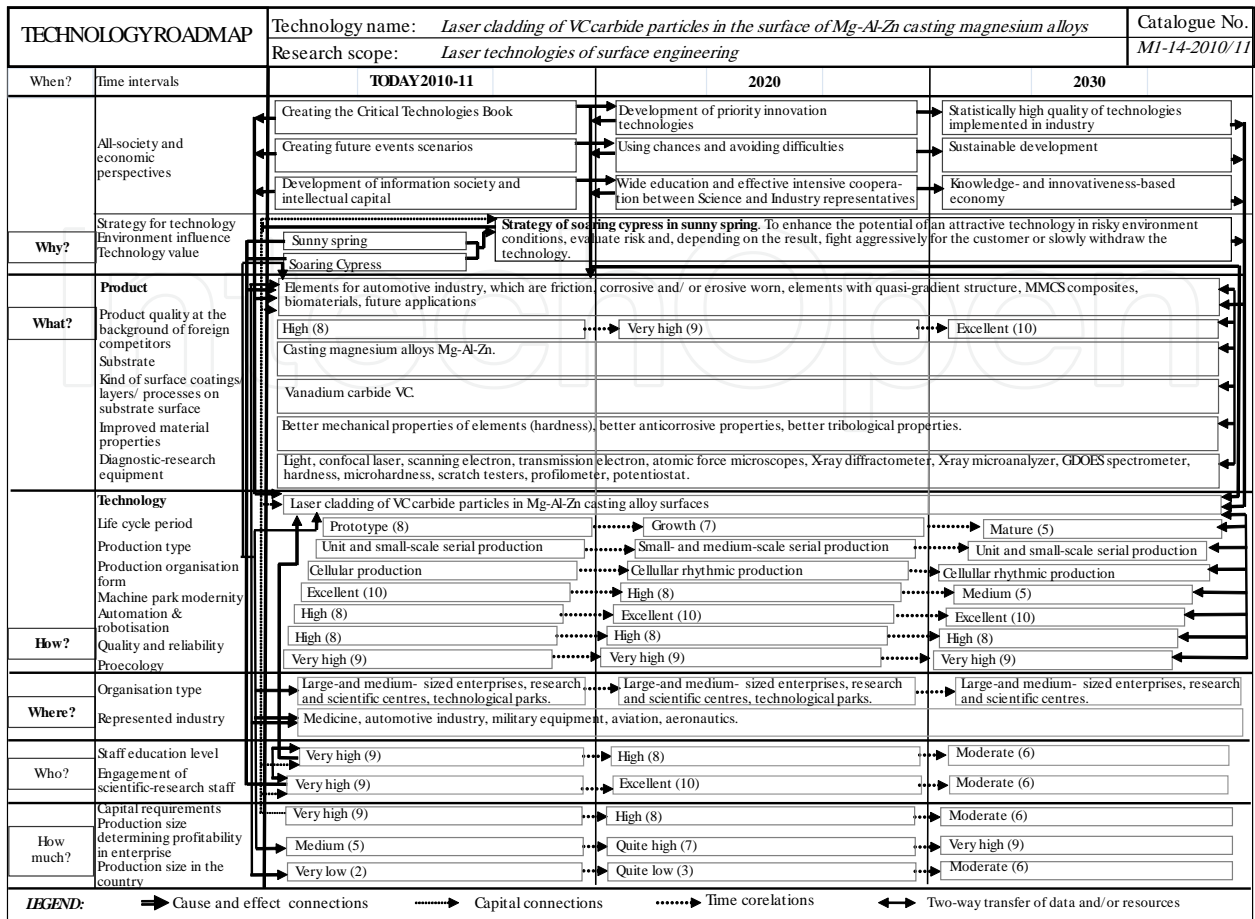 TECHNOLOGY ROADMAP
Technology name: Laser cladding of VC carbide particles in the surface of Mg-Al-Zn casting magnesium alloys
Catalogue No.
Research scope: Laser technologies of surface engineering
M1-14-2010/11
When?
Time intervals
TODAY 2010-11
2020
2030
All-society and
economic
perspectives
Creating the Critical Technologies Book
Development of priority innovation
technologies
Statistically high quality of technologies
implemented in industry
Creating future events scenarios
Using chances and avoiding difficulties
Sustainable development
Development of information society and
intellectual capital
Wide education and effective intensive coopera-
tion between Science and Industry representatives
Knowledge- and innovativeness-based
economy
Why?
Strategy for technology
Environment influence
Technology value
Sunny spring
Soaring Cypress
Strategy of soaring cypress in sunny spring. To enhance the potential of an attractive technology in risky environment
conditions, evaluate risk and, depending on the result, fight aggressively for the customer or slowly withdraw the
technology.
What?
Product
Elements for automotive industry, which are friction, corrosive and/ or erosive worn, elements with quasi-gradient structure, MMCS composites,
biomaterials, future applications
Product quality at the
background of foreign
competitors
High (8)
Very high (9)
Excellent (10)
Substrate
Casting magnesium alloys Mg-Al-Zn.
Kind of surface coatings/
layers/ processes on
substrate surface
Vanadium carbide VC.
Improved material
properties
Better mechanical properties of elements (hardness), better anticorrosive properties, better tribological properties.
Diagnostic-research
equipment
Light, confocal laser, scanning electron, transmission electron, atomic force microscopes, X-ray diffractometer, X-ray microanalyzer, GDOES spectrometer,
hardness, microhardness, scratch testers, profilometer, potentiostat.
How?
Technology
Laser cladding of VC carbide particles in Mg-Al-Zn casting alloy surfaces
Life cycle period
Prototype (8)
Growth (7)
Mature (5)
Production type
Unit and small-scale serial production
Small- and medium-scale serial production
Unit and small-scale serial production
Production organisation
form
Cellular production
Cellullar rhythmic production
Cellullar rhythmic production
Machine park modernity
Excellent (10)
High (8)
Medium (5)
Automation &
robotisation
High (8)
Excellent (10)
Excellent (10)
Quality and reliability
High (8)
High (8)
High (8)
Proecology
Very high (9)
Very high (9)
Very high (9)
Where?
Organisation type
Large-and medium- sized enterprises, research
and scientific centres, technological parks.
Large-and medium- sized enterprises, research
and scientific centres, technological parks.
Large-and medium- sized enterprises, research
and scientific centres.
Represented industry
Medicine, automotive industry, military equipment, aviation, aeronautics.
Who?
Staff education level
Very high (9)
High (8)
Moderate (6)
Engagement of
scientific-research staff
Very high (9)
Excellent (10)
Moderate (6)
How
much?
Capital requirements
Very high (9)
High (8)
Moderate (6)
Production size
determining profitability
in enterprise
Medium (5)
Quite high (7)
Very high (9)
Production size in the
country
Very low (2)
Quite low (3)
Moderate (6)
LEGEND:
Cause and effect connections
Capital connections
Time corelations
Two-way transfer of data and/or resources
IntechOpen